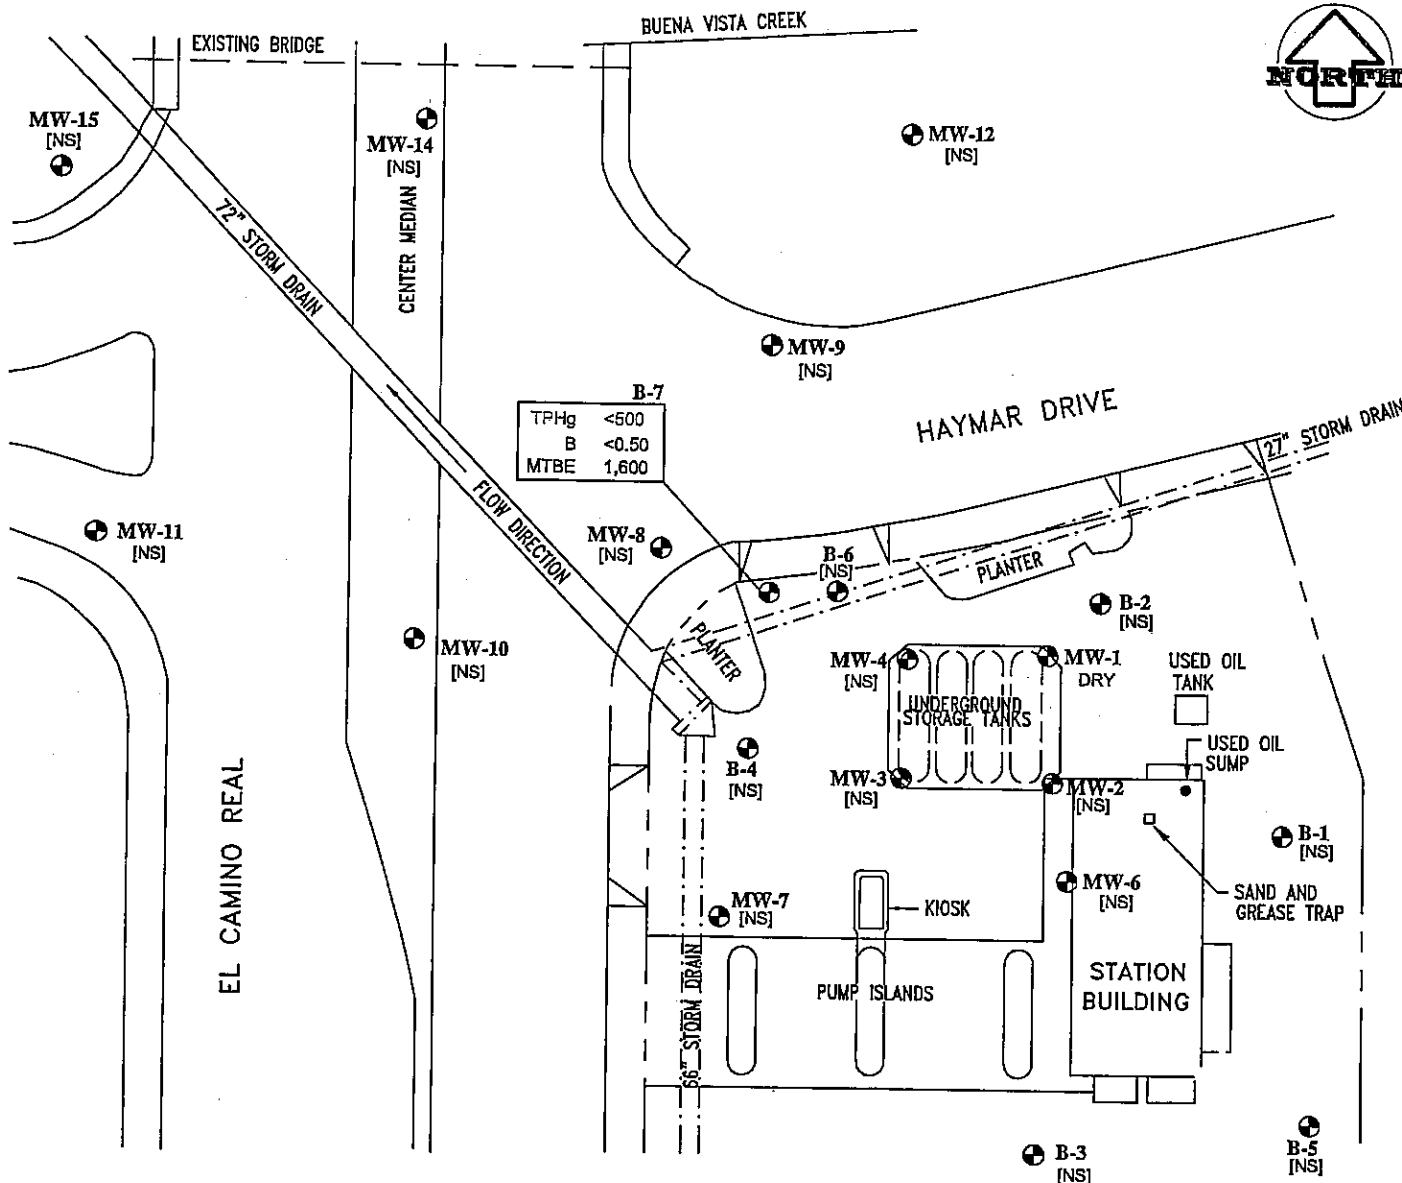 BUENA VISTA CREEK
EXISTING BRIDGE
NORTH
MW-15
[NS]
MW-14
[NS]
MW-12
[NS]
72" STORM DRAIN
CENTER MEDIAN
MW-9
[NS]
B-7
TPHg <500
B <0.50
MTBE 1,600
HAYMAR DRIVE
27" STORM DRAIN
FLOW DIRECTION
MW-11
[NS]
MW-8
[NS]
B-6
[NS]
PLANTER
B-2
[NS]
MW-10
[NS]
PLANTER
MW-4
[NS]
MW-1
DRY
USED OIL
TANK
UNDERGROUND
STORAGE TANKS
USED OIL
SUMP
B-4
[NS]
MW-3
[NS]
MW-2
[NS]
B-1
[NS]
EL CAMINO REAL
MW-6
[NS]
SAND AND
GREASE TRAP
MW-7
[NS]
KIOSK
66" STORM DRAIN
PUMP ISLANDS
STATION
BUILDING
B-3
[NS]
B-5
[NS]